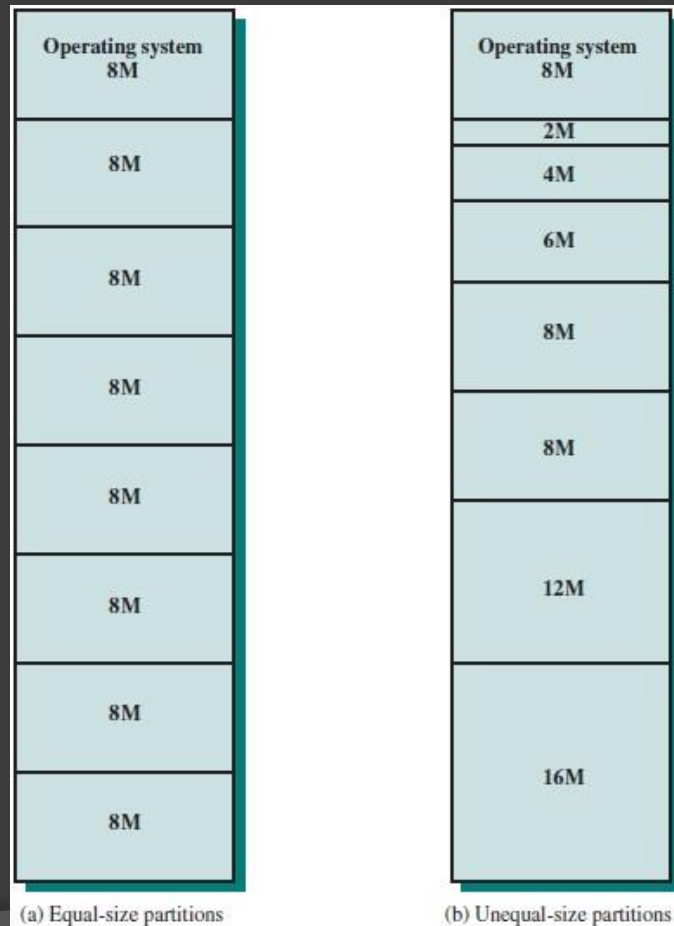 Operating system
8M
8M
8M
8M
8M
8M
8M
8M
(a) Equal-size partitions
Operating system
8M
2M
4M
6M
8M
8M
12M
16M
(b) Unequal-size partitions